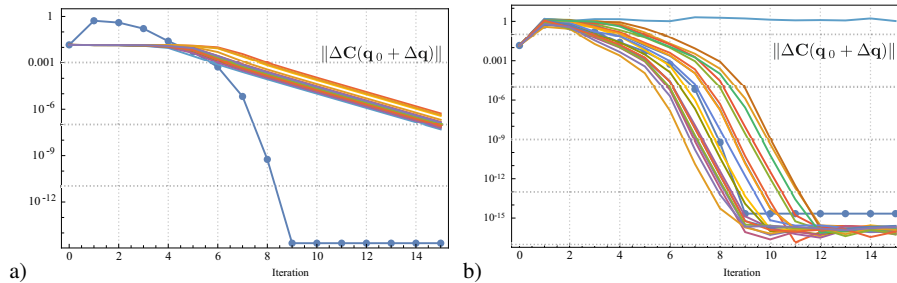 1
0.001
10^-6
10^-9
10^-12
0 2 4 6 8 10 12 14
Iteration
‖ΔC(q₀ + Δq)‖
a)
1
0.001
10^-6
10^-9
10^-12
10^-15
0 2 4 6 8 10 12 14
Iteration
‖ΔC(q₀ + Δq)‖
b)